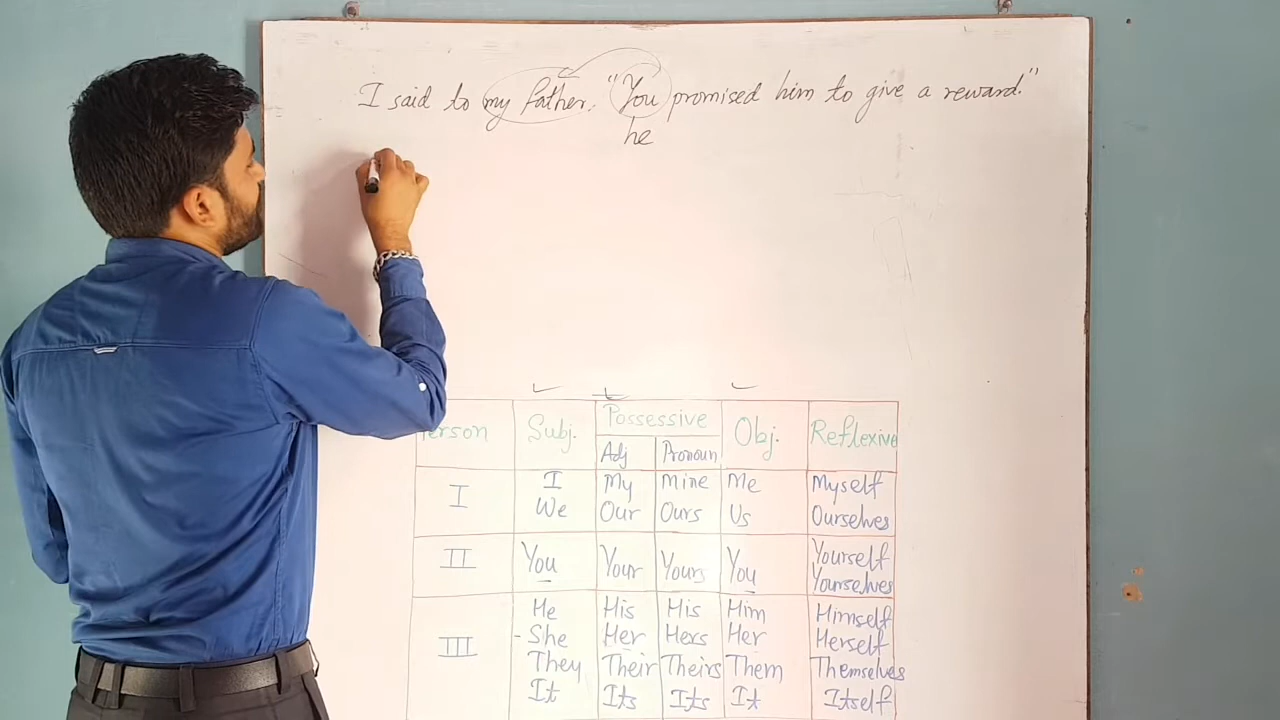 I said to my father, "You promised him to give a reward."
he
Person Subj. Possessive Obj. Reflexive
Adj Pronoun
I I My Mine Me Myself
We Our Ours Us Ourselves
II You Your Yours You Yourself
Yourselves
III He His His Him Himself
She Her Hers Her Herself
They Their Theirs Them Themselves
It Its Its It Itself